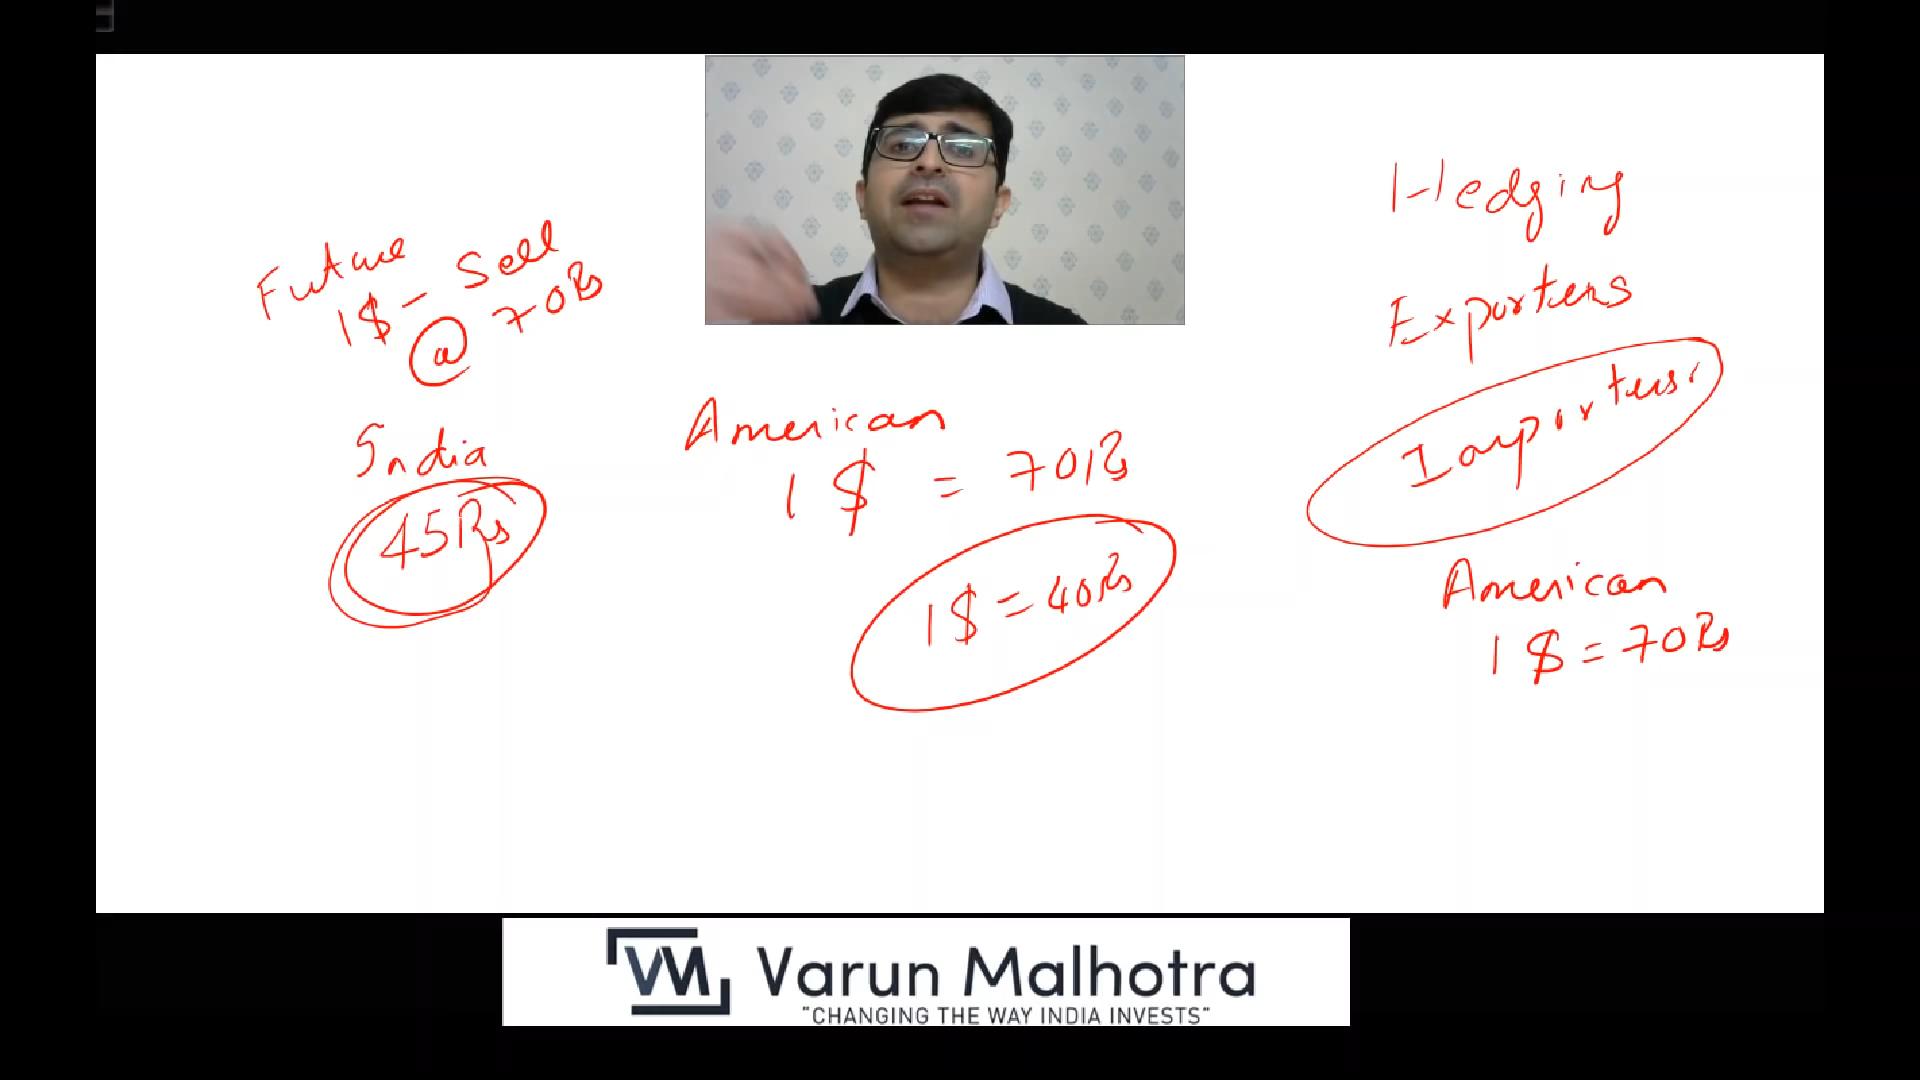 Future
1$ - Sell
@ 70Rs
India
45Rs
American
1 $ = 70Rs
1 $ = 40Rs
Hedging
Exporters
Importers.
American
1 $ = 70Rs
VM Varun Malhotra
"CHANGING THE WAY INDIA INVESTS"